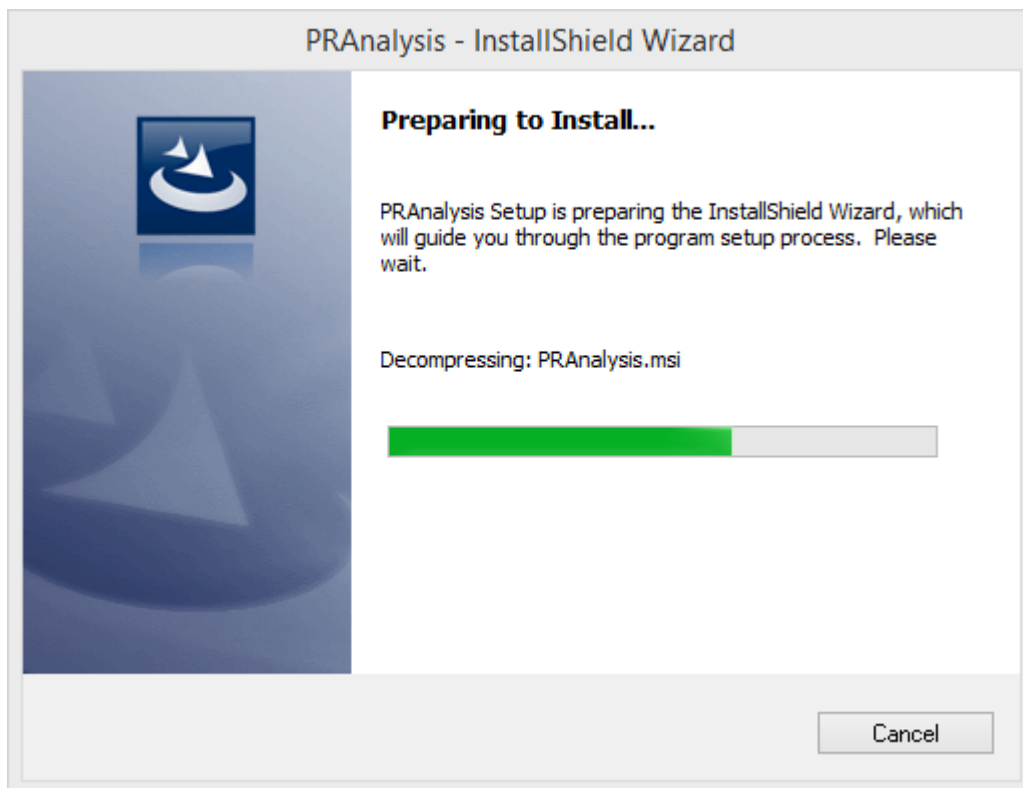 PRAnalysis - InstallShield Wizard
Preparing to Install...
PRAnalysis Setup is preparing the InstallShield Wizard, which
will guide you through the program setup process.  Please
wait.
Decompressing: PRAnalysis.msi
Cancel